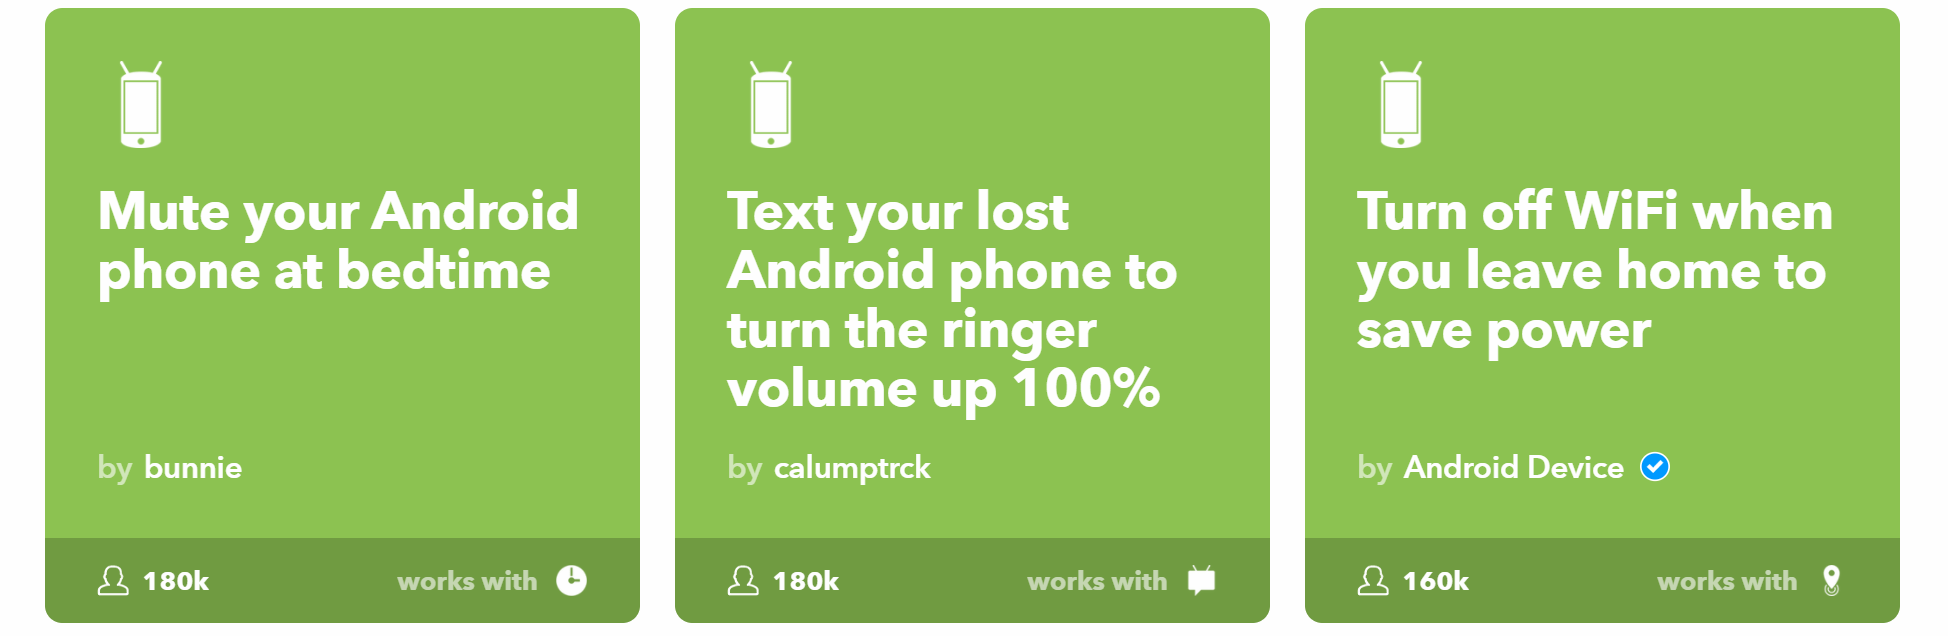 Mute your Android
phone at bedtime
by bunnie
180k works with
Text your lost
Android phone to
turn the ringer
volume up 100%
by calumptrck
180k works with
Turn off WiFi when
you leave home to
save power
by Android Device
160k works with